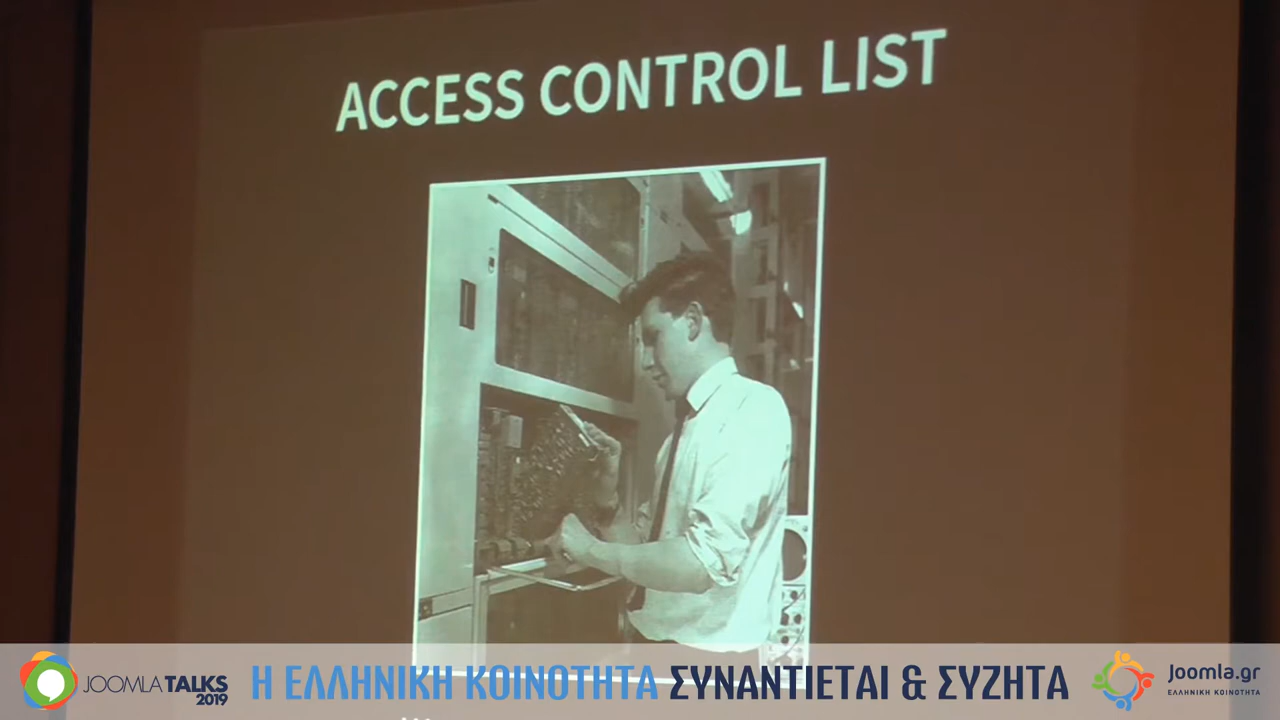 ACCESS CONTROL LIST
JOOMLA TALKS
2019
Η ΕΛΛΗΝΙΚΗ ΚΟΙΝΟΤΗΤΑ ΣΥΝΑΝΤΙΕΤΑΙ & ΣΥΖΗΤΑ
Joomla.gr
ΕΛΛΗΝΙΚΗ ΚΟΙΝΟΤΗΤΑ